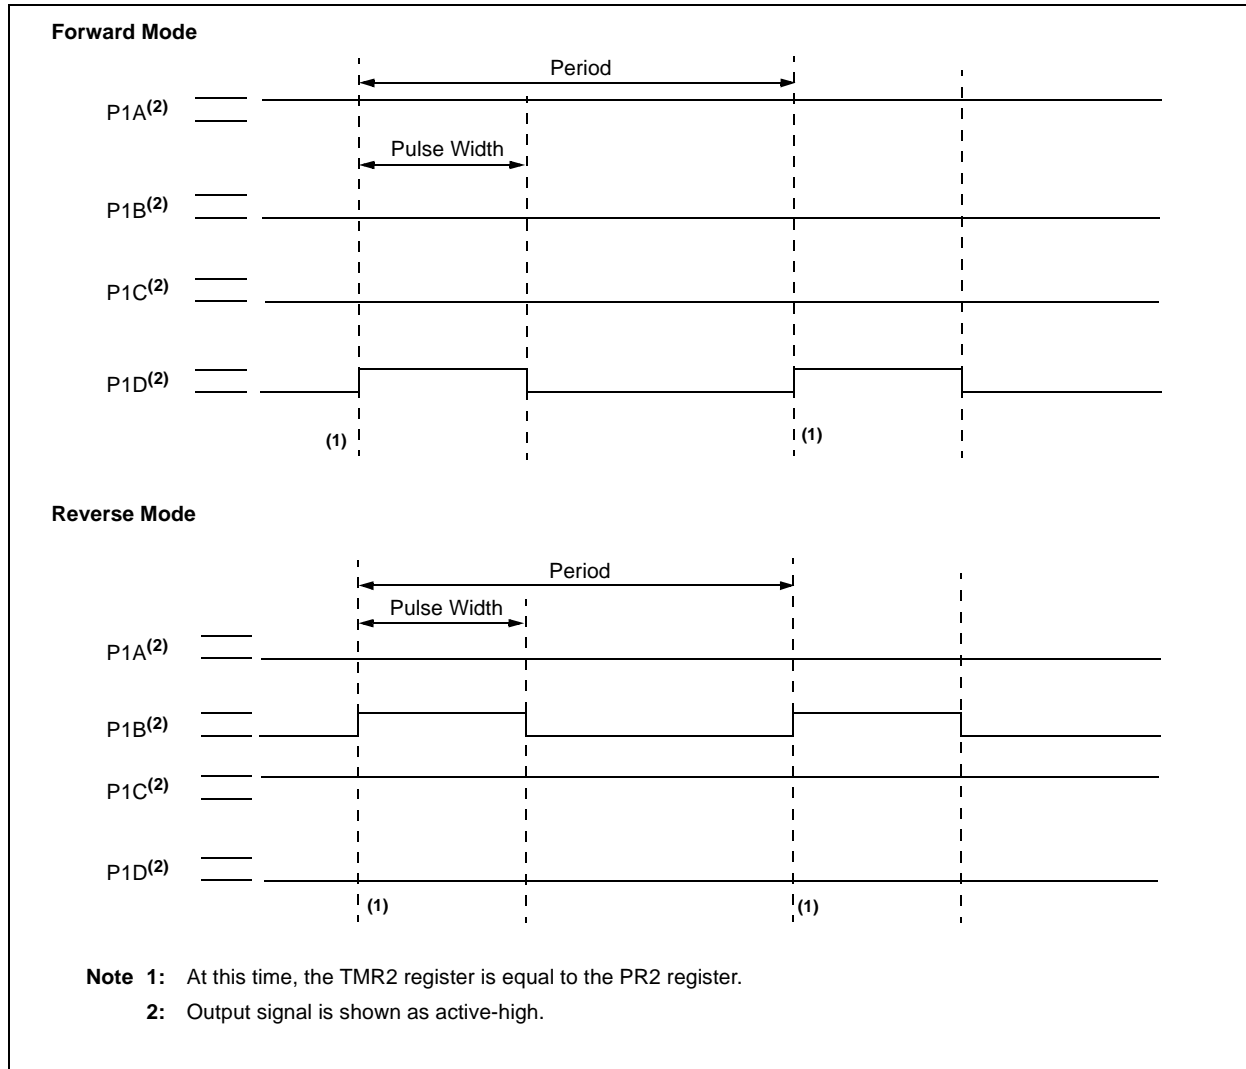 Forward Mode
Period
P1A(2)
Pulse Width
P1B(2)
P1C(2)
P1D(2)
(1)
(1)
Reverse Mode
Period
Pulse Width
P1A(2)
P1B(2)
P1C(2)
P1D(2)
(1)
(1)
Note 1: At this time, the TMR2 register is equal to the PR2 register.
2: Output signal is shown as active-high.